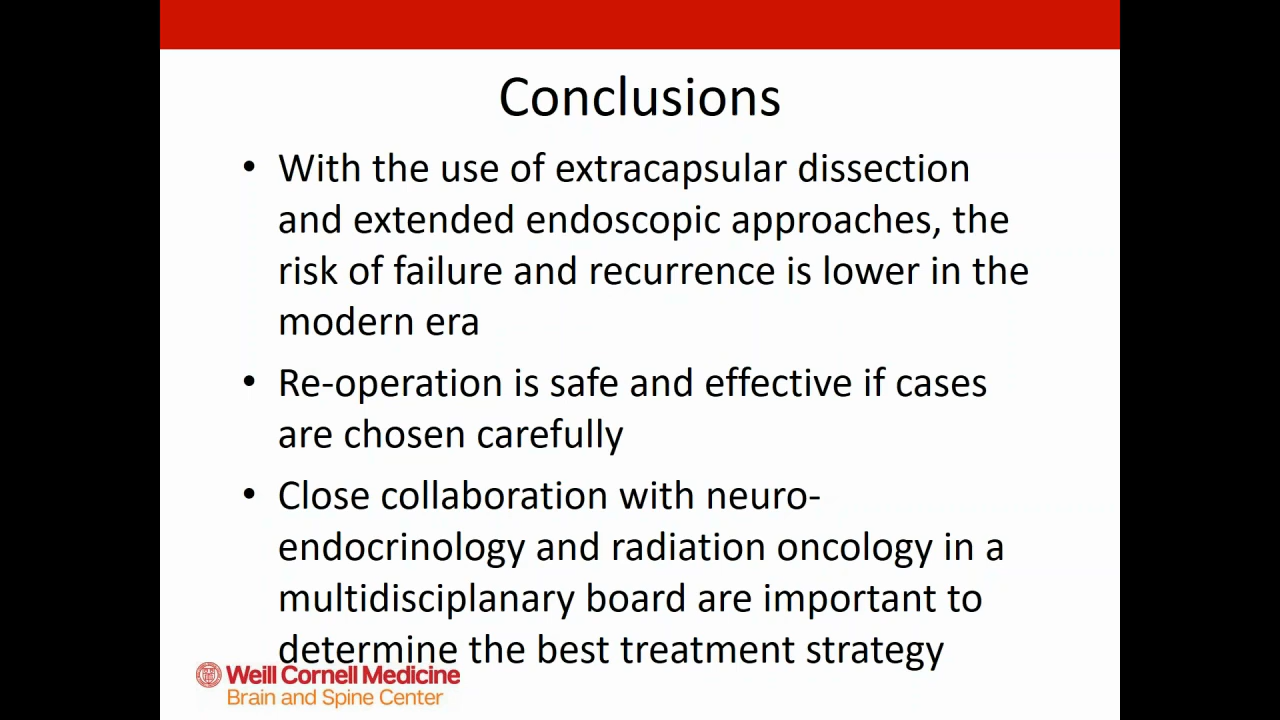 Conclusions
• With the use of extracapsular dissection
and extended endoscopic approaches, the
risk of failure and recurrence is lower in the
modern era
• Re-operation is safe and effective if cases
are chosen carefully
• Close collaboration with neuro-
endocrinology and radiation oncology in a
multidisciplanary board are important to
determine the best treatment strategy
Weill Cornell Medicine
Brain and Spine Center